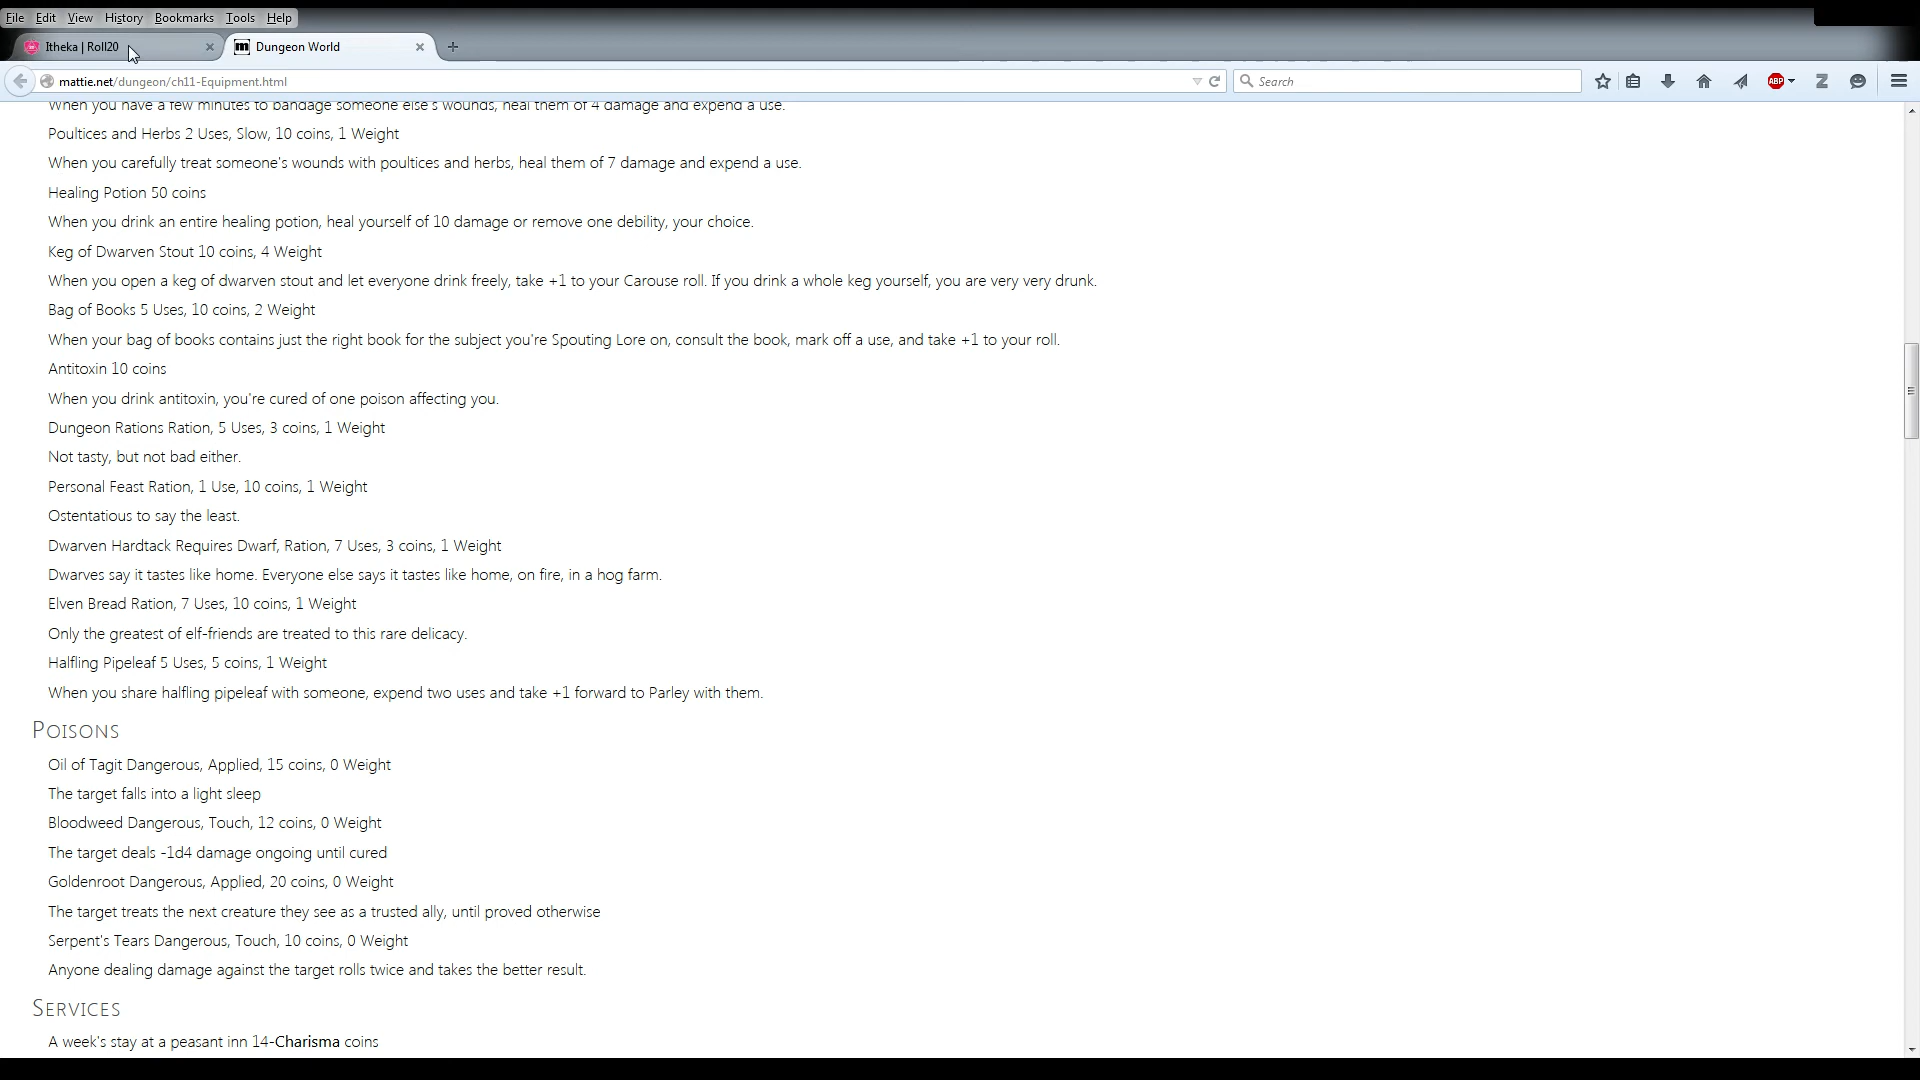 File Edit View History Bookmarks Tools Help
Itheka | Roll20
Dungeon World
mattie.net/dungeon/ch11-Equipment.html
Search
ABP
When you have a few minutes to bandage someone else's wounds, heal them of 4 damage and expend a use.
Poultices and Herbs 2 Uses, Slow, 10 coins, 1 Weight
When you carefully treat someone's wounds with poultices and herbs, heal them of 7 damage and expend a use.
Healing Potion 50 coins
When you drink an entire healing potion, heal yourself of 10 damage or remove one debility, your choice.
Keg of Dwarven Stout 10 coins, 4 Weight
When you open a keg of dwarven stout and let everyone drink freely, take +1 to your Carouse roll. If you drink a whole keg yourself, you are very very drunk.
Bag of Books 5 Uses, 10 coins, 2 Weight
When your bag of books contains just the right book for the subject you're Spouting Lore on, consult the book, mark off a use, and take +1 to your roll.
Antitoxin 10 coins
When you drink antitoxin, you're cured of one poison affecting you.
Dungeon Rations Ration, 5 Uses, 3 coins, 1 Weight
Not tasty, but not bad either.
Personal Feast Ration, 1 Use, 10 coins, 1 Weight
Ostentatious to say the least.
Dwarven Hardtack Requires Dwarf, Ration, 7 Uses, 3 coins, 1 Weight
Dwarves say it tastes like home. Everyone else says it tastes like home, on fire, in a hog farm.
Elven Bread Ration, 7 Uses, 10 coins, 1 Weight
Only the greatest of elf-friends are treated to this rare delicacy.
Halfling Pipeleaf 5 Uses, 5 coins, 1 Weight
When you share halfling pipeleaf with someone, expend two uses and take +1 forward to Parley with them.
Poisons
Oil of Tagit Dangerous, Applied, 15 coins, 0 Weight
The target falls into a light sleep
Bloodweed Dangerous, Touch, 12 coins, 0 Weight
The target deals -1d4 damage ongoing until cured
Goldenroot Dangerous, Applied, 20 coins, 0 Weight
The target treats the next creature they see as a trusted ally, until proved otherwise
Serpent's Tears Dangerous, Touch, 10 coins, 0 Weight
Anyone dealing damage against the target rolls twice and takes the better result.
Services
A week's stay at a peasant inn 14-Charisma coins